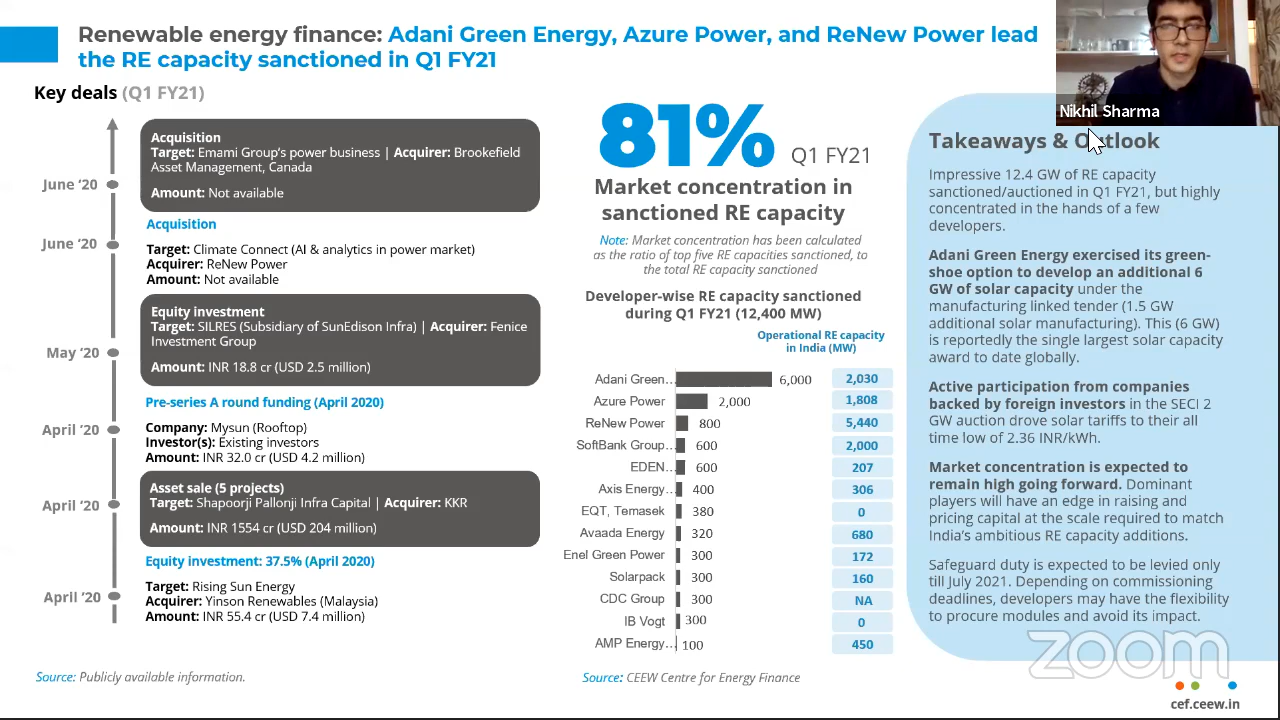 Renewable energy finance: Adani Green Energy, Azure Power, and ReNew Power lead
the RE capacity sanctioned in Q1 FY21
Key deals (Q1 FY21)
June ‘20
Acquisition
Target: Emami Group’s power business | Acquirer: Brookefield
Asset Management, Canada
Amount: Not available
June ‘20
Acquisition
Target: Climate Connect (AI & analytics in power market)
Acquirer: ReNew Power
Amount: Not available
May ‘20
Equity investment
Target: SILRES (Subsidiary of SunEdison Infra) | Acquirer: Fenice
Investment Group
Amount: INR 18.8 cr (USD 2.5 million)
April ‘20
Pre-series A round funding (April 2020)
Company: Mysun (Rooftop)
Investor(s): Existing investors
Amount: INR 32.0 cr (USD 4.2 million)
April ‘20
Asset sale (5 projects)
Target: Shapoorji Pallonji Infra Capital | Acquirer: KKR
Amount: INR 1554 cr (USD 204 million)
April ‘20
Equity investment: 37.5% (April 2020)
Target: Rising Sun Energy
Acquirer: Yinson Renewables (Malaysia)
Amount: INR 55.4 cr (USD 7.4 million)
Source: Publicly available information.
81% Q1 FY21
Market concentration in
sanctioned RE capacity
Note: Market concentration has been calculated
as the ratio of top five RE capacities sanctioned, to
the total RE capacity sanctioned
Developer-wise RE capacity sanctioned
during Q1 FY21 (12,400 MW)
Operational RE capacity
in India (MW)
Adani Green... 6,000 2,030
Azure Power 2,000 1,808
ReNew Power 800 5,440
SoftBank Group... 600 2,000
EDEN... 600 207
Axis Energy... 400 306
EQT, Temasek 380 0
Avaada Energy 320 680
Enel Green Power 300 172
Solarpack 300 160
CDC Group 300 NA
IB Vogt 300 0
AMP Energy... 100 450
Source: CEEW Centre for Energy Finance
Nikhil Sharma
Takeaways & Outlook
Impressive 12.4 GW of RE capacity
sanctioned/auctioned in Q1 FY21, but highly
concentrated in the hands of a few
developers.
Adani Green Energy exercised its green-
shoe option to develop an additional 6
GW of solar capacity under the
manufacturing linked tender (1.5 GW
additional solar manufacturing). This (6 GW)
is reportedly the single largest solar capacity
award to date globally.
Active participation from companies
backed by foreign investors in the SECI 2
GW auction drove solar tariffs to their all
time low of 2.36 INR/kWh.
Market concentration is expected to
remain high going forward. Dominant
players will have an edge in raising and
pricing capital at the scale required to match
India’s ambitious RE capacity additions.
Safeguard duty is expected to be levied only
till July 2021. Depending on commissioning
deadlines, developers may have the flexibility
to procure modules and avoid its impact.
zoom
cef.ceew.in